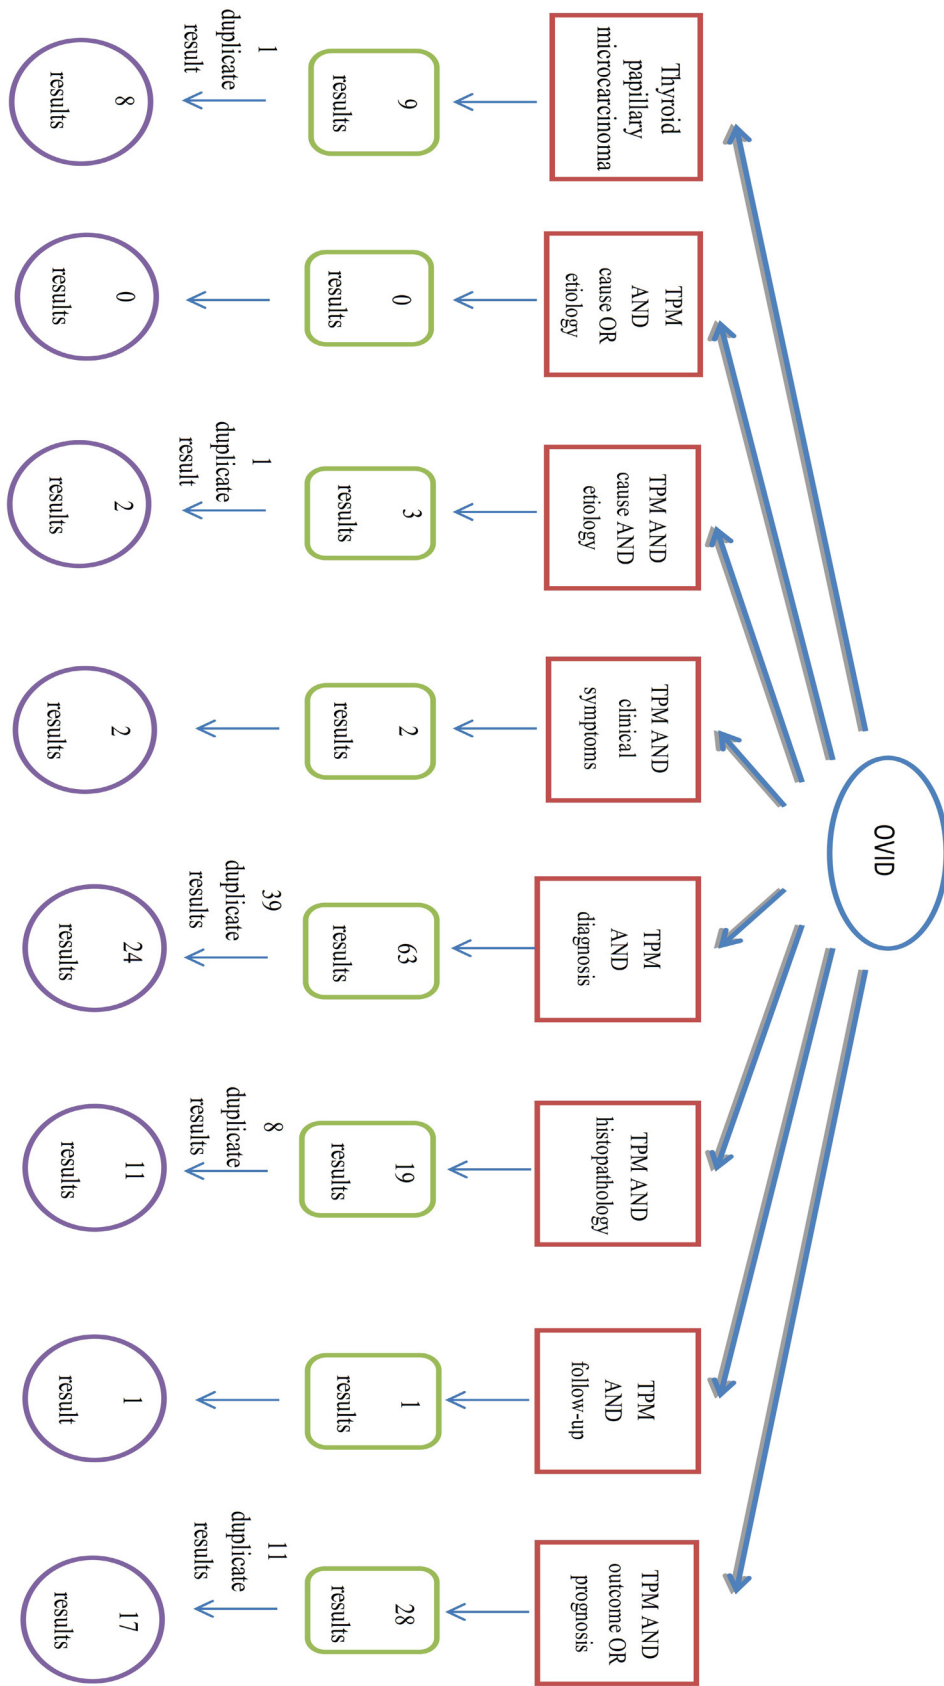 OVID
Thyroid
papillary
microcarcinoma
TPM
AND
cause OR
etiology
TPM AND
cause AND
etiology
TPM AND
clinical
symptoms
TPM
AND
diagnosis
TPM AND
histopathology
TPM
AND
follow-up
TPM AND
outcome OR
prognosis
9
results
0
results
3
results
2
results
63
results
19
results
1
results
28
results
1
duplicate
result
1
duplicate
result
39
duplicate
results
8
duplicate
results
11
duplicate
results
8
results
0
results
2
results
2
results
24
results
11
results
1
result
17
results